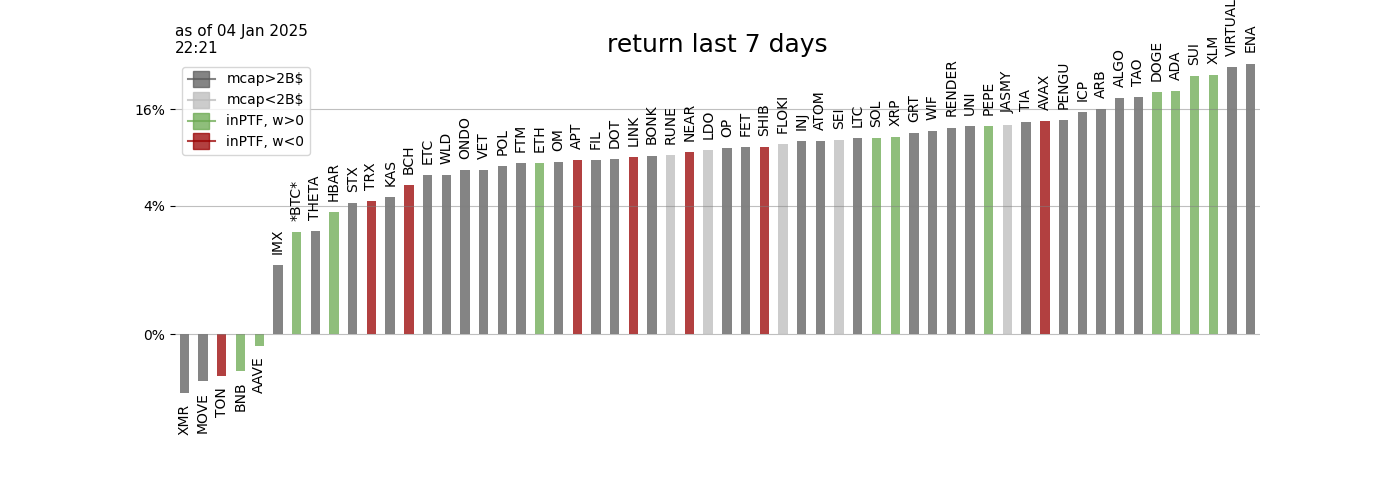 as of 04 Jan 2025
22:21
return last 7 days
mcap>2B$
mcap<2B$
inPTF, w>0
inPTF, w<0
16%
4%
0%
XMR
MOVE
TON
BNB
AAVE
IMX
*BTC*
THETA
HBAR
STX
TRX
KAS
BCH
ETC
WLD
ONDO
VET
POL
FTM
ETH
OM
APT
FIL
DOT
LINK
BONK
RUNE
NEAR
LDO
OP
FET
SHIB
FLOKI
INJ
ATOM
SEI
LTC
SOL
XRP
GRT
WIF
RENDER
UNI
PEPE
JASMY
TIA
AVAX
PENGU
ICP
ARB
ALGO
TAO
DOGE
ADA
SUI
XLM
VIRTUAL
ENA